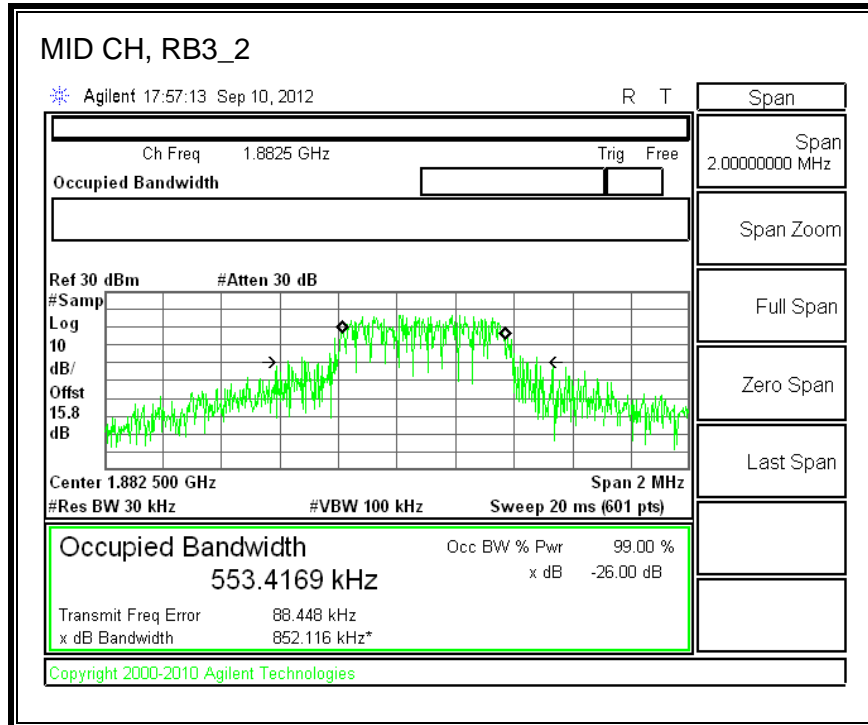 MID CH, RB3_2
Agilent 17:57:13 Sep 10, 2012 R T
Span
Ch Freq 1.8825 GHz Trig Free
Occupied Bandwidth
Span
2.00000000 MHz
Span Zoom
Full Span
Zero Span
Last Span
Ref 30 dBm #Atten 30 dB
#Samp
Log
10
dB/
Offst
15.8
dB
Center 1.882 500 GHz Span 2 MHz
#Res BW 30 kHz #VBW 100 kHz Sweep 20 ms (601 pts)
Occupied Bandwidth Occ BW % Pwr 99.00 %
553.4169 kHz x dB -26.00 dB
Transmit Freq Error 88.448 kHz
x dB Bandwidth 852.116 kHz*
Copyright 2000-2010 Agilent Technologies